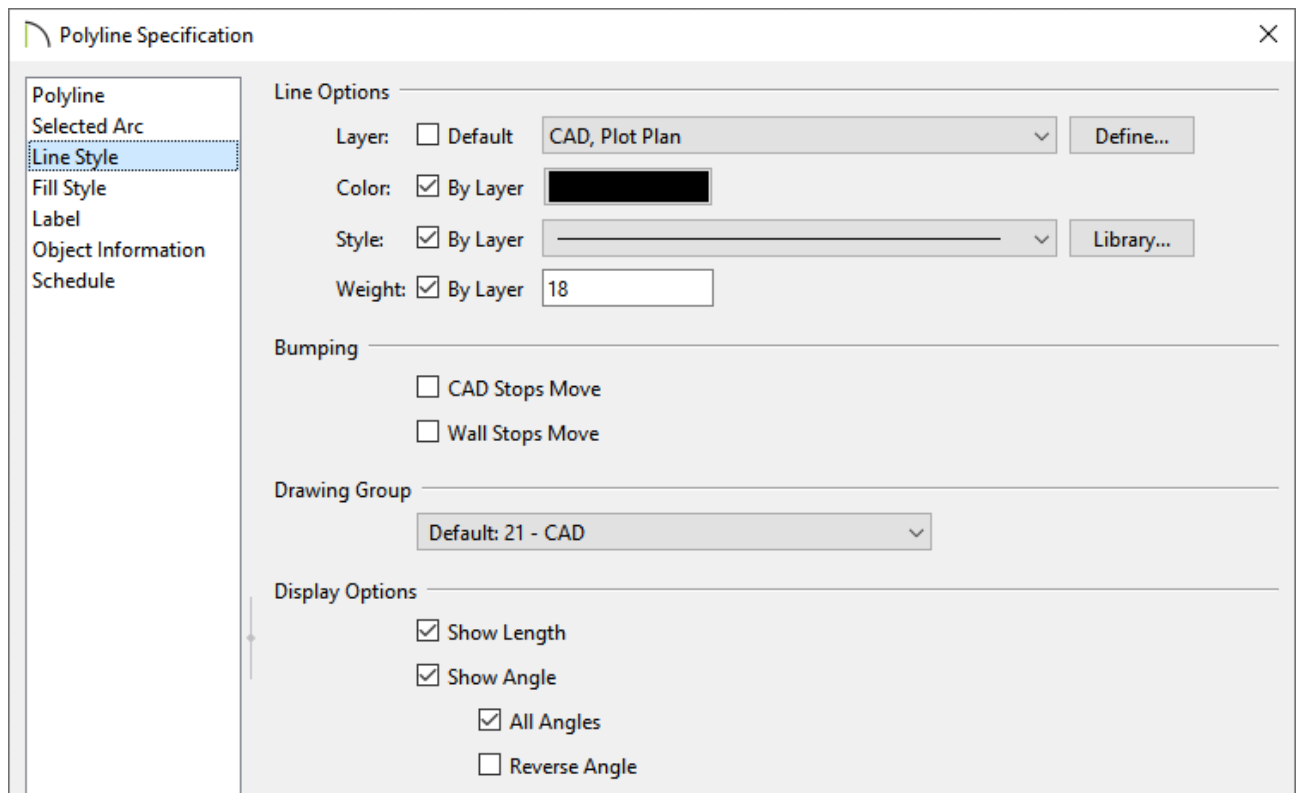 Polyline Specification
Polyline
Selected Arc
Line Style
Fill Style
Label
Object Information
Schedule
Line Options
Layer: Default CAD, Plot Plan Define...
Color: By Layer
Style: By Layer Library...
Weight: By Layer 18
Bumping
CAD Stops Move
Wall Stops Move
Drawing Group
Default: 21 - CAD
Display Options
Show Length
Show Angle
All Angles
Reverse Angle